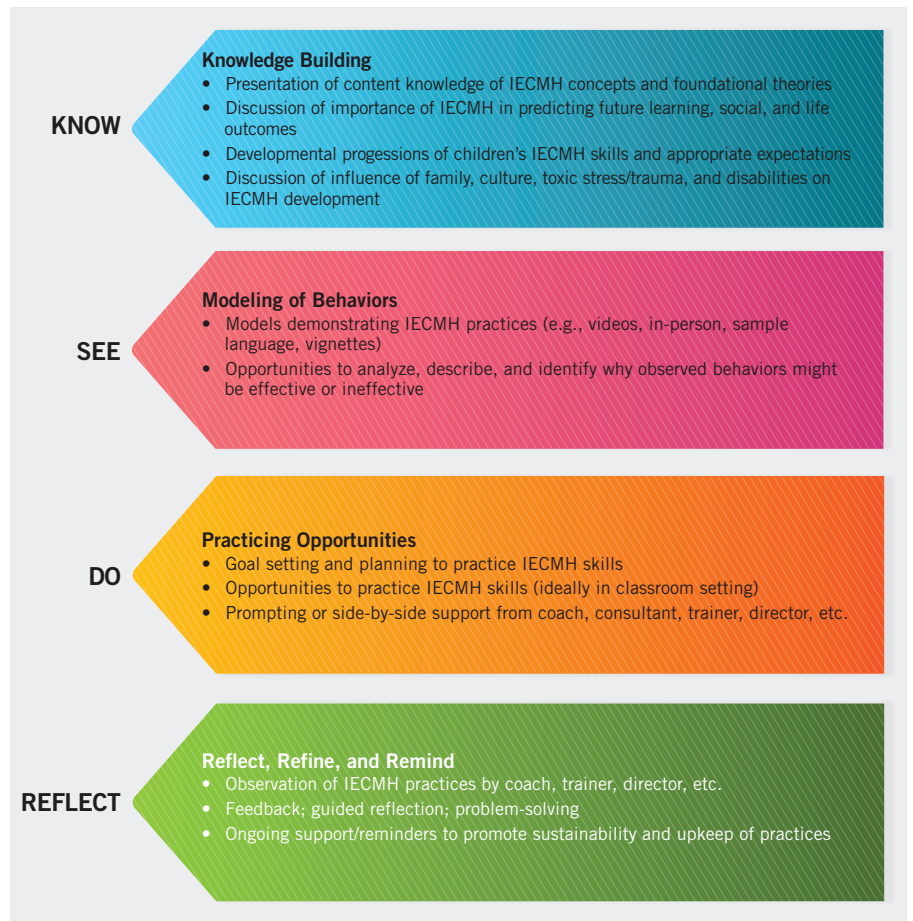 KNOW
Knowledge Building
• Presentation of content knowledge of IECMH concepts and foundational theories
• Discussion of importance of IECMH in predicting future learning, social, and life
outcomes
• Developmental progessions of children's IECMH skills and appropriate expectations
• Discussion of influence of family, culture, toxic stress/trauma, and disabilities on
IECMH development
SEE
Modeling of Behaviors
• Models demonstrating IECMH practices (e.g., videos, in-person, sample
language, vignettes)
• Opportunities to analyze, describe, and identify why observed behaviors might
be effective or ineffective
DO
Practicing Opportunities
• Goal setting and planning to practice IECMH skills
• Opportunities to practice IECMH skills (ideally in classroom setting)
• Prompting or side-by-side support from coach, consultant, trainer, director, etc.
REFLECT
Reflect, Refine, and Remind
• Observation of IECMH practices by coach, trainer, director, etc.
• Feedback; guided reflection; problem-solving
• Ongoing support/reminders to promote sustainability and upkeep of practices